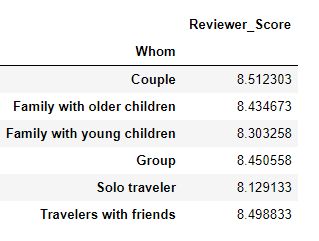 Reviewer_Score
Whom
Couple 8.512303
Family with older children 8.434673
Family with young children 8.303258
Group 8.450558
Solo traveler 8.129133
Travelers with friends 8.498833